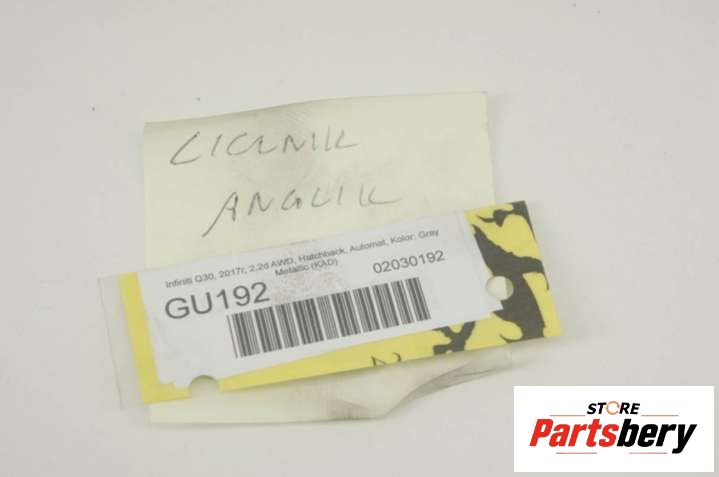 LICZNIK
ANGLIK
Infiniti Q30, 2017r, 2.2d AWD, Hatchback, Automat, Kolor: Gray
Metallic (KAD)
GU192
02030192
STORE
Partsbery